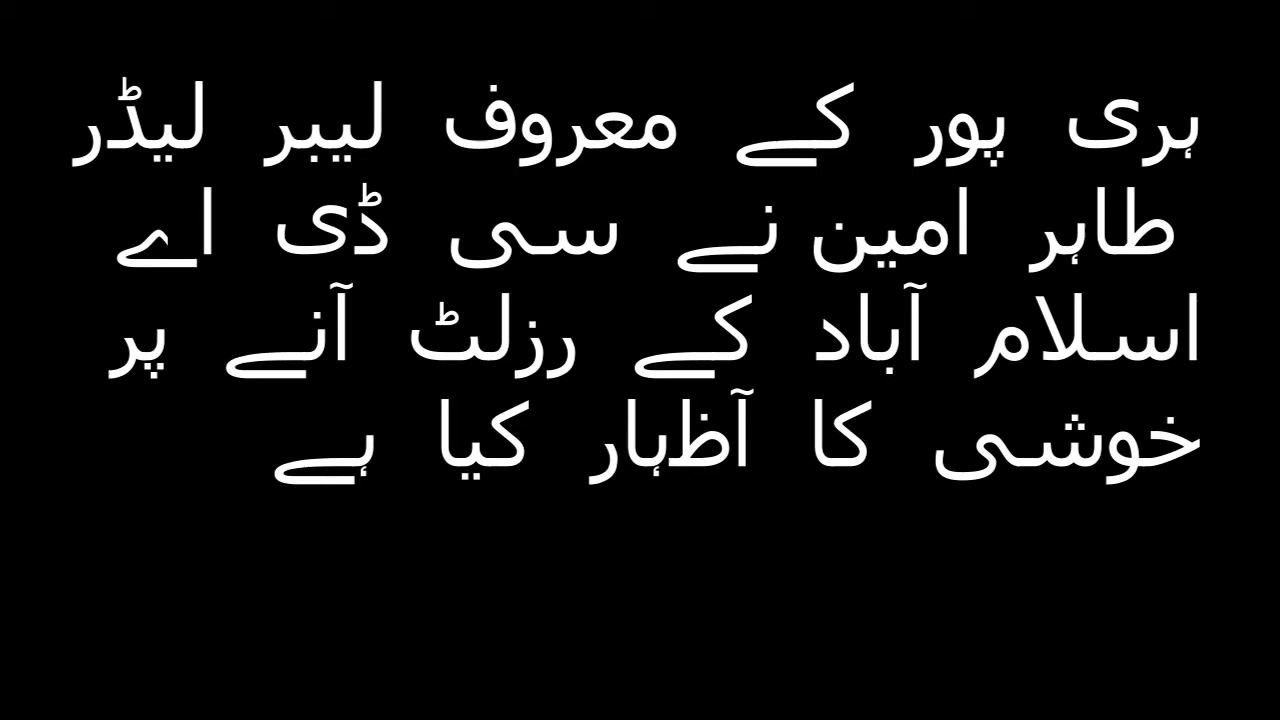 ہری پور کے معروف لیبر لیڈر
طاہر امین نے سی ڈی اے
اسلام آباد کے رزلٹ آنے پر
خوشی کا آظہار کیا ہے